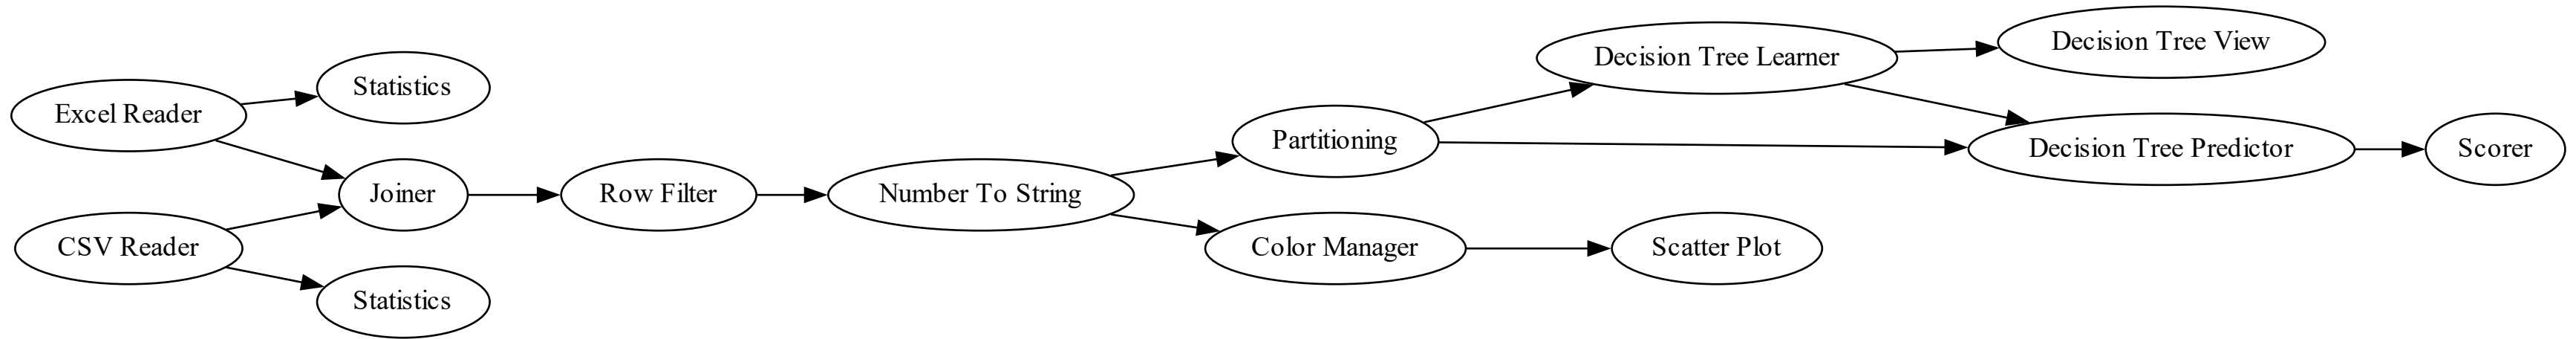 Excel Reader
Statistics
CSV Reader
Joiner
Statistics
Row Filter
Number To String
Partitioning
Color Manager
Decision Tree Learner
Scatter Plot
Decision Tree View
Decision Tree Predictor
Scorer